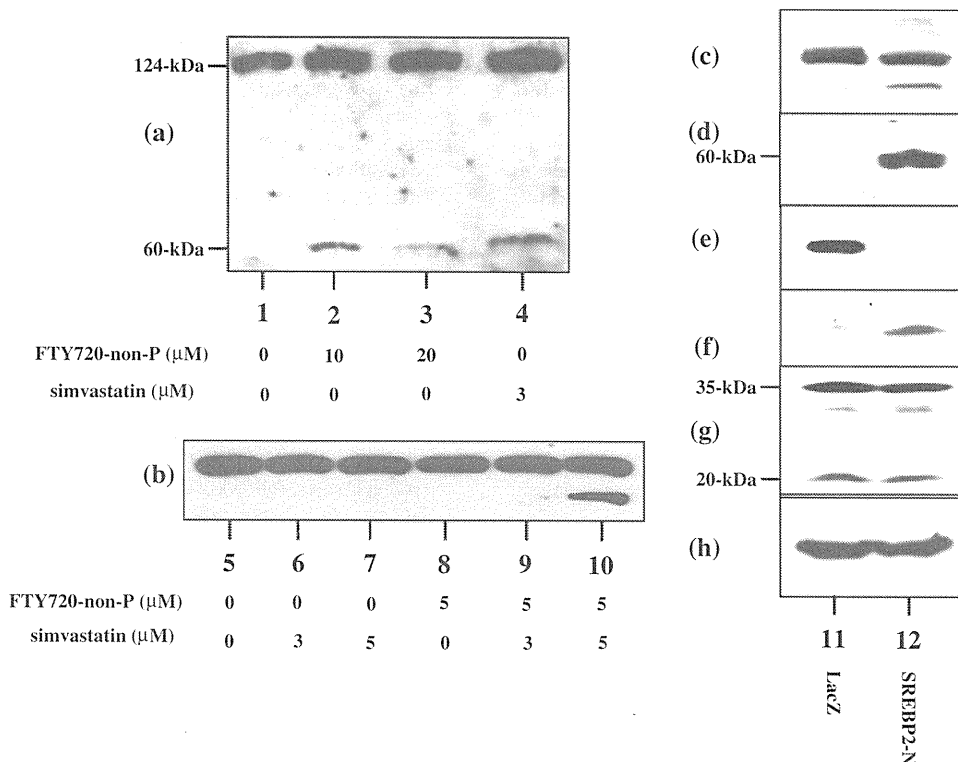 124-kDa
(a)
60-kDa
1 2 3 4
FTY720-non-P (μM) 0 10 20 0
simvastatin (μM) 0 0 0 3
(b)
5 6 7 8 9 10
FTY720-non-P (μM) 0 0 0 5 5 5
simvastatin (μM) 0 3 5 0 3 5
(c)
(d)
60-kDa
(e)
(f)
35-kDa
(g)
20-kDa
(h)
11 12
LacZ
SREBP2-N